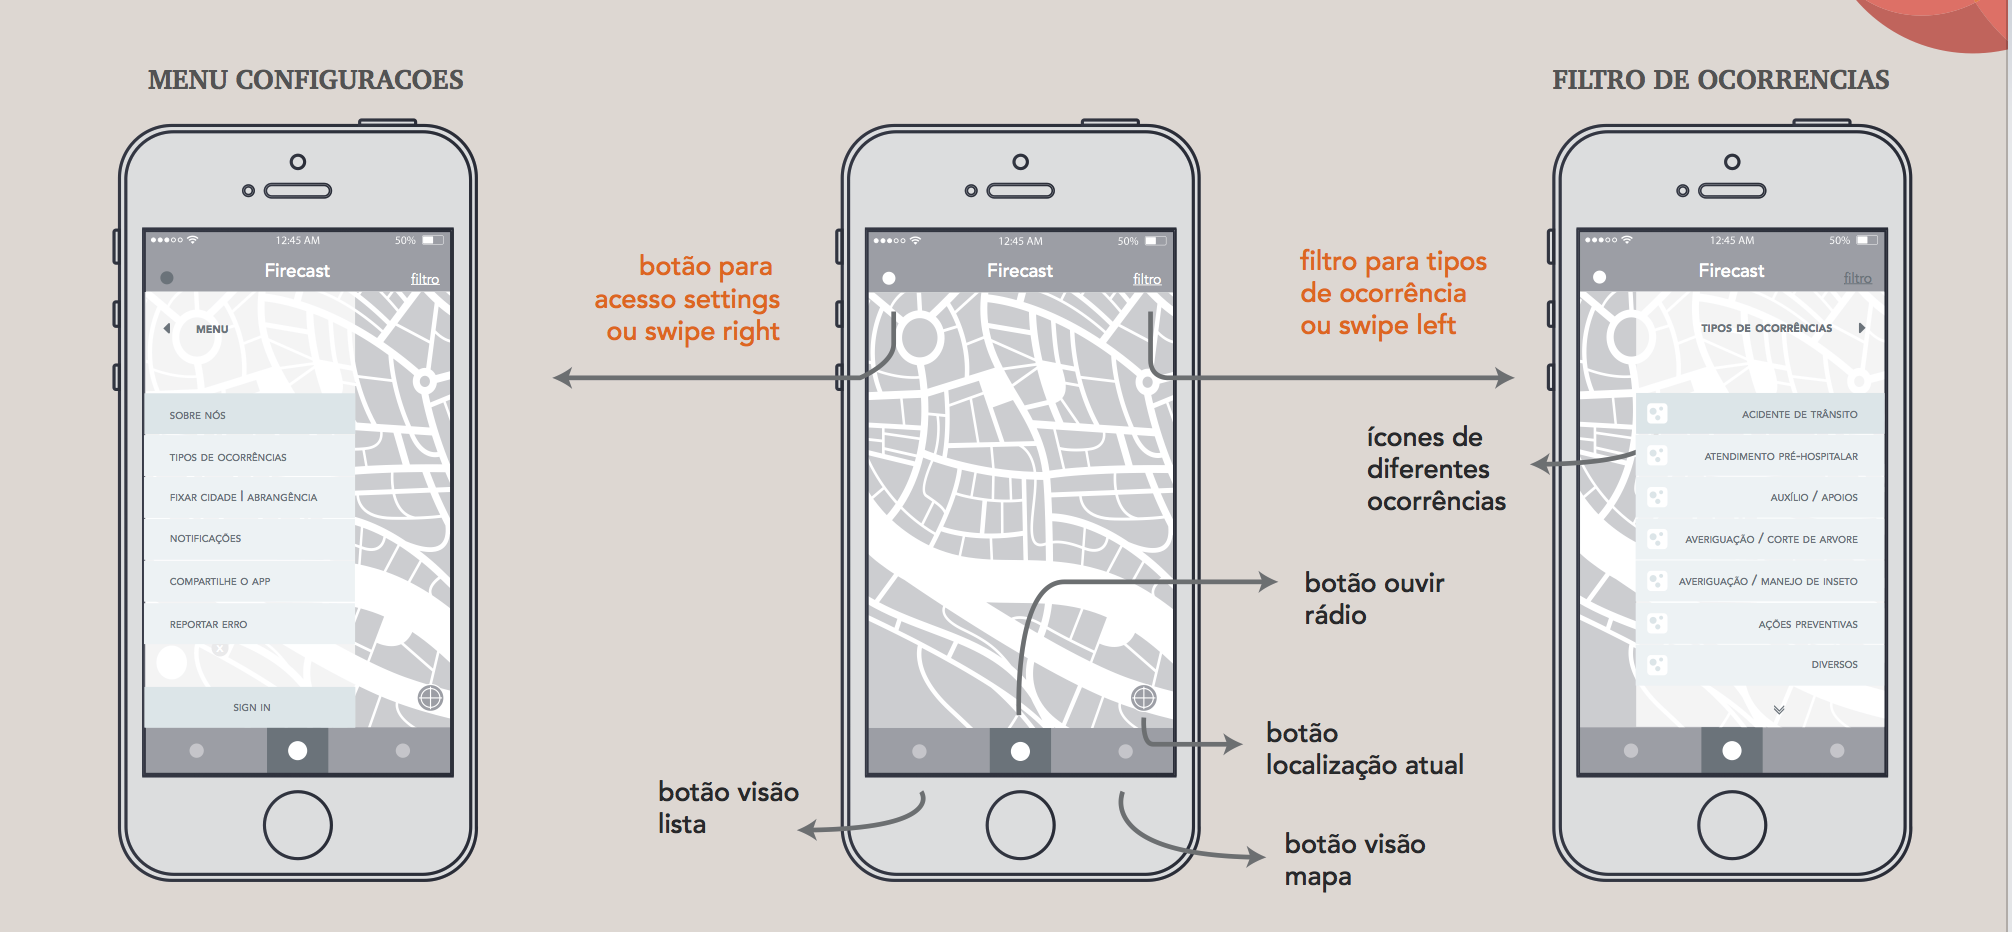 MENU CONFIGURACOES
FILTRO DE OCORRENCIAS
12:45 AM 50%
Firecast
filtro
MENU
SOBRE NÓS
TIPOS DE OCORRÊNCIAS
FIXAR CIDADE | ABRANGÊNCIA
NOTIFICAÇÕES
COMPARTILHE O APP
REPORTAR ERRO
X
SIGN IN
botão para
acesso settings
ou swipe right
12:45 AM 50%
Firecast
filtro
filtro para tipos
de ocorrência
ou swipe left
ícones de
diferentes
ocorrências
botão ouvir
rádio
botão
localização atual
botão visão
lista
botão visão
mapa
12:45 AM 50%
Firecast
filtro
TIPOS DE OCORRÊNCIAS
ACIDENTE DE TRÂNSITO
ATENDIMENTO PRÉ-HOSPITALAR
AUXÍLIO / APOIOS
AVERIGUAÇÃO / CORTE DE ARVORE
AVERIGUAÇÃO / MANEJO DE INSETO
AÇÕES PREVENTIVAS
DIVERSOS